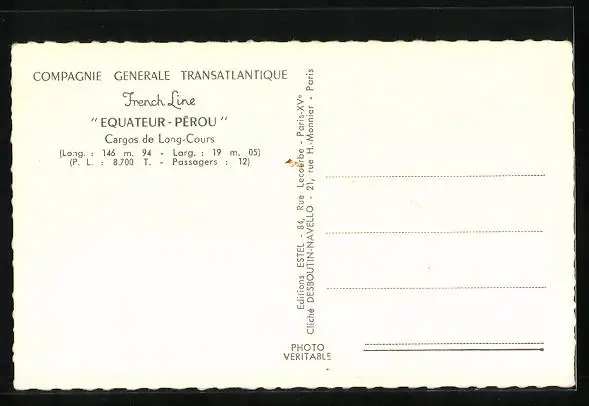 COMPAGNIE GENERALE TRANSATLANTIQUE
French Line
"EQUATEUR-PÉROU"
Cargos de Long-Cours
(Long. : 146 m. 94 - Larg. : 19 m. 05)
(P. L. : 8.700 T. - Passagers : 12)
Editions ESTEL - 84, Rue Lecourbe - Paris-XVe
Cliché DESBOUTIN-NAVELLO - 21, rue H.-Monnier - Paris
PHOTO
VERITABLE